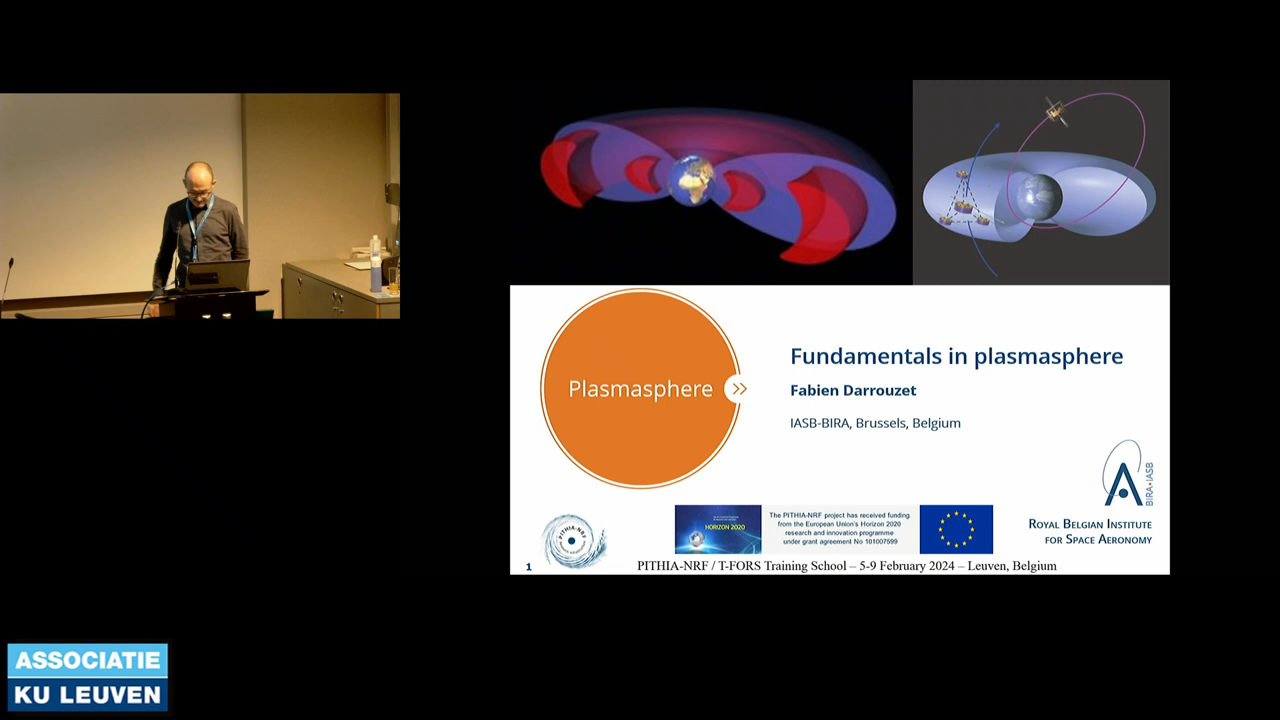 Plasmasphere
Fundamentals in plasmasphere
Fabien Darrouzet
IASB-BIRA, Brussels, Belgium
BIRA•IASB
PITHIA-NRF
HORIZON 2020
The PITHIA-NRF project has received funding
from the European Union's Horizon 2020
research and innovation programme
under grant agreement No 101007599
ROYAL BELGIAN INSTITUTE
FOR SPACE AERONOMY
1
PITHIA-NRF / T-FORS Training School – 5-9 February 2024 – Leuven, Belgium
ASSOCIATIE
KU LEUVEN